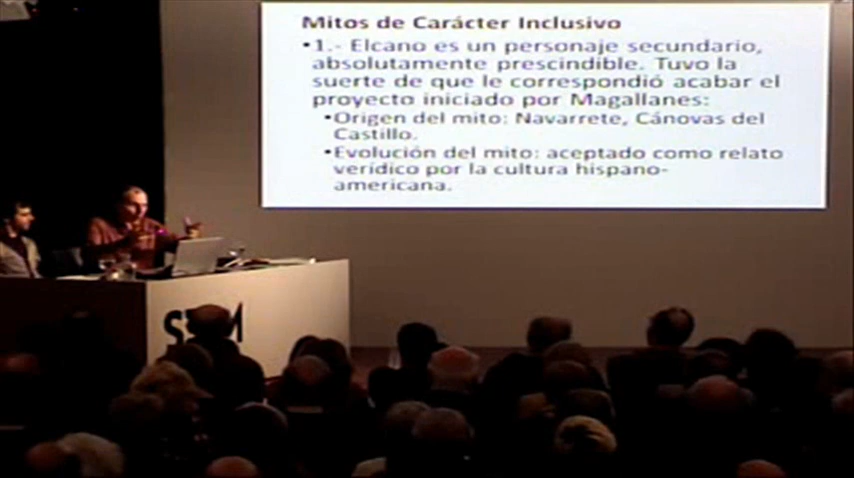 Mitos de Carácter Inclusivo
•1.- Elcano es un personaje secundario,
absolutamente prescindible. Tuvo la
suerte de que le correspondió acabar el
proyecto iniciado por Magallanes:
•Origen del mito: Navarrete, Cánovas del
Castillo.
•Evolución del mito: aceptado como relato
verídico por la cultura hispano-
americana.